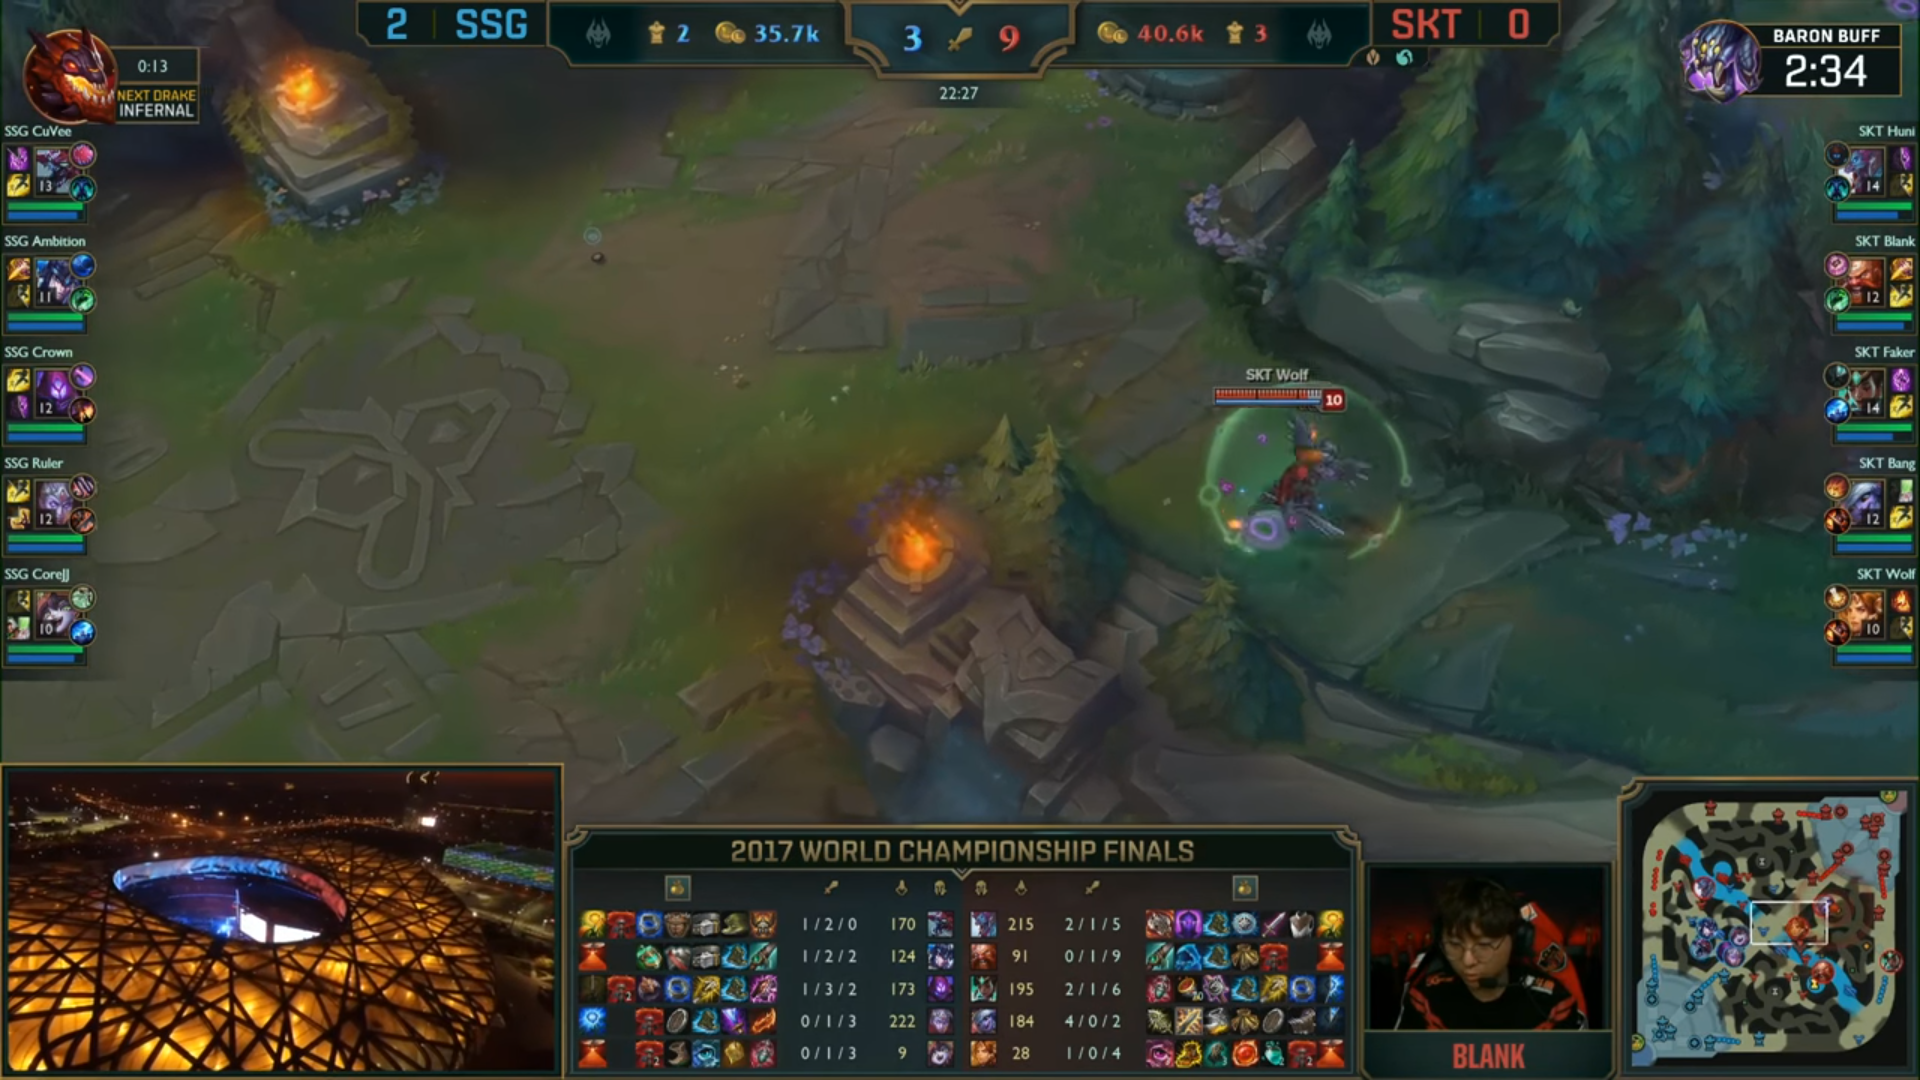 2 SSG
2 35.7k
3 9
40.6k 3
SKT 0
22:27
0:13
NEXT DRAKE
INFERNAL
BARON BUFF
2:34
SSG CuVee
13
SSG Ambition
11
SSG Crown
12
SSG Ruler
12
SSG CoreJJ
10
SKT Huni
14
SKT Blank
12
SKT Faker
14
SKT Bang
12
SKT Wolf
10
SKT Wolf
10
2017 WORLD CHAMPIONSHIP FINALS
1/2/0 170 215 2/1/5
1/2/2 124 91 0/1/9
1/3/2 173 195 2/1/6
0/1/3 222 184 4/0/2
0/1/3 9 28 1/0/4
BLANK